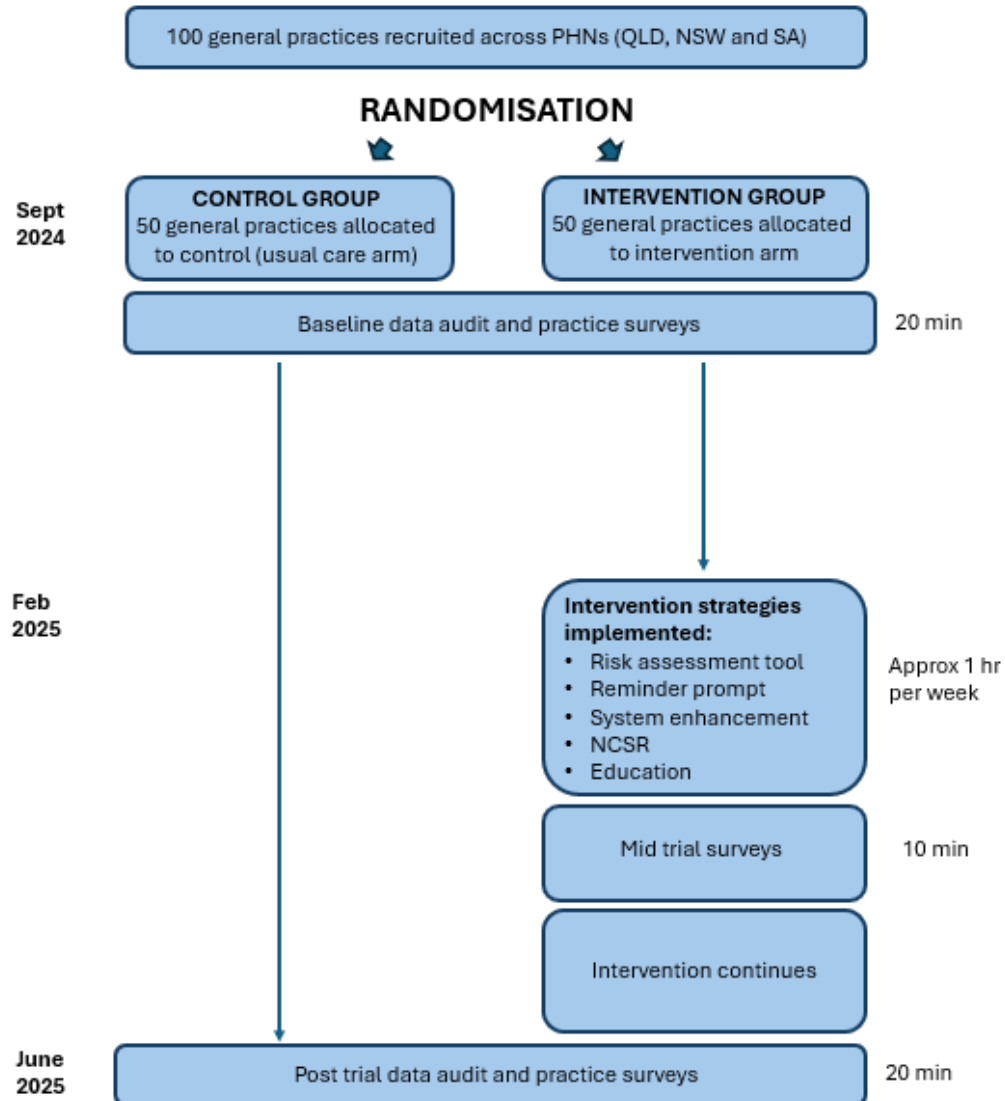 100 general practices recruited across PHNs (QLD, NSW and SA)
RANDOMISATION
Sept
2024
CONTROL GROUP
50 general practices allocated
to control (usual care arm)
INTERVENTION GROUP
50 general practices allocated
to intervention arm
Baseline data audit and practice surveys
20 min
Feb
2025
Intervention strategies
implemented:
• Risk assessment tool
• Reminder prompt
• System enhancement
• NCSR
• Education
Approx 1 hr
per week
Mid trial surveys
10 min
Intervention continues
June
2025
Post trial data audit and practice surveys
20 min